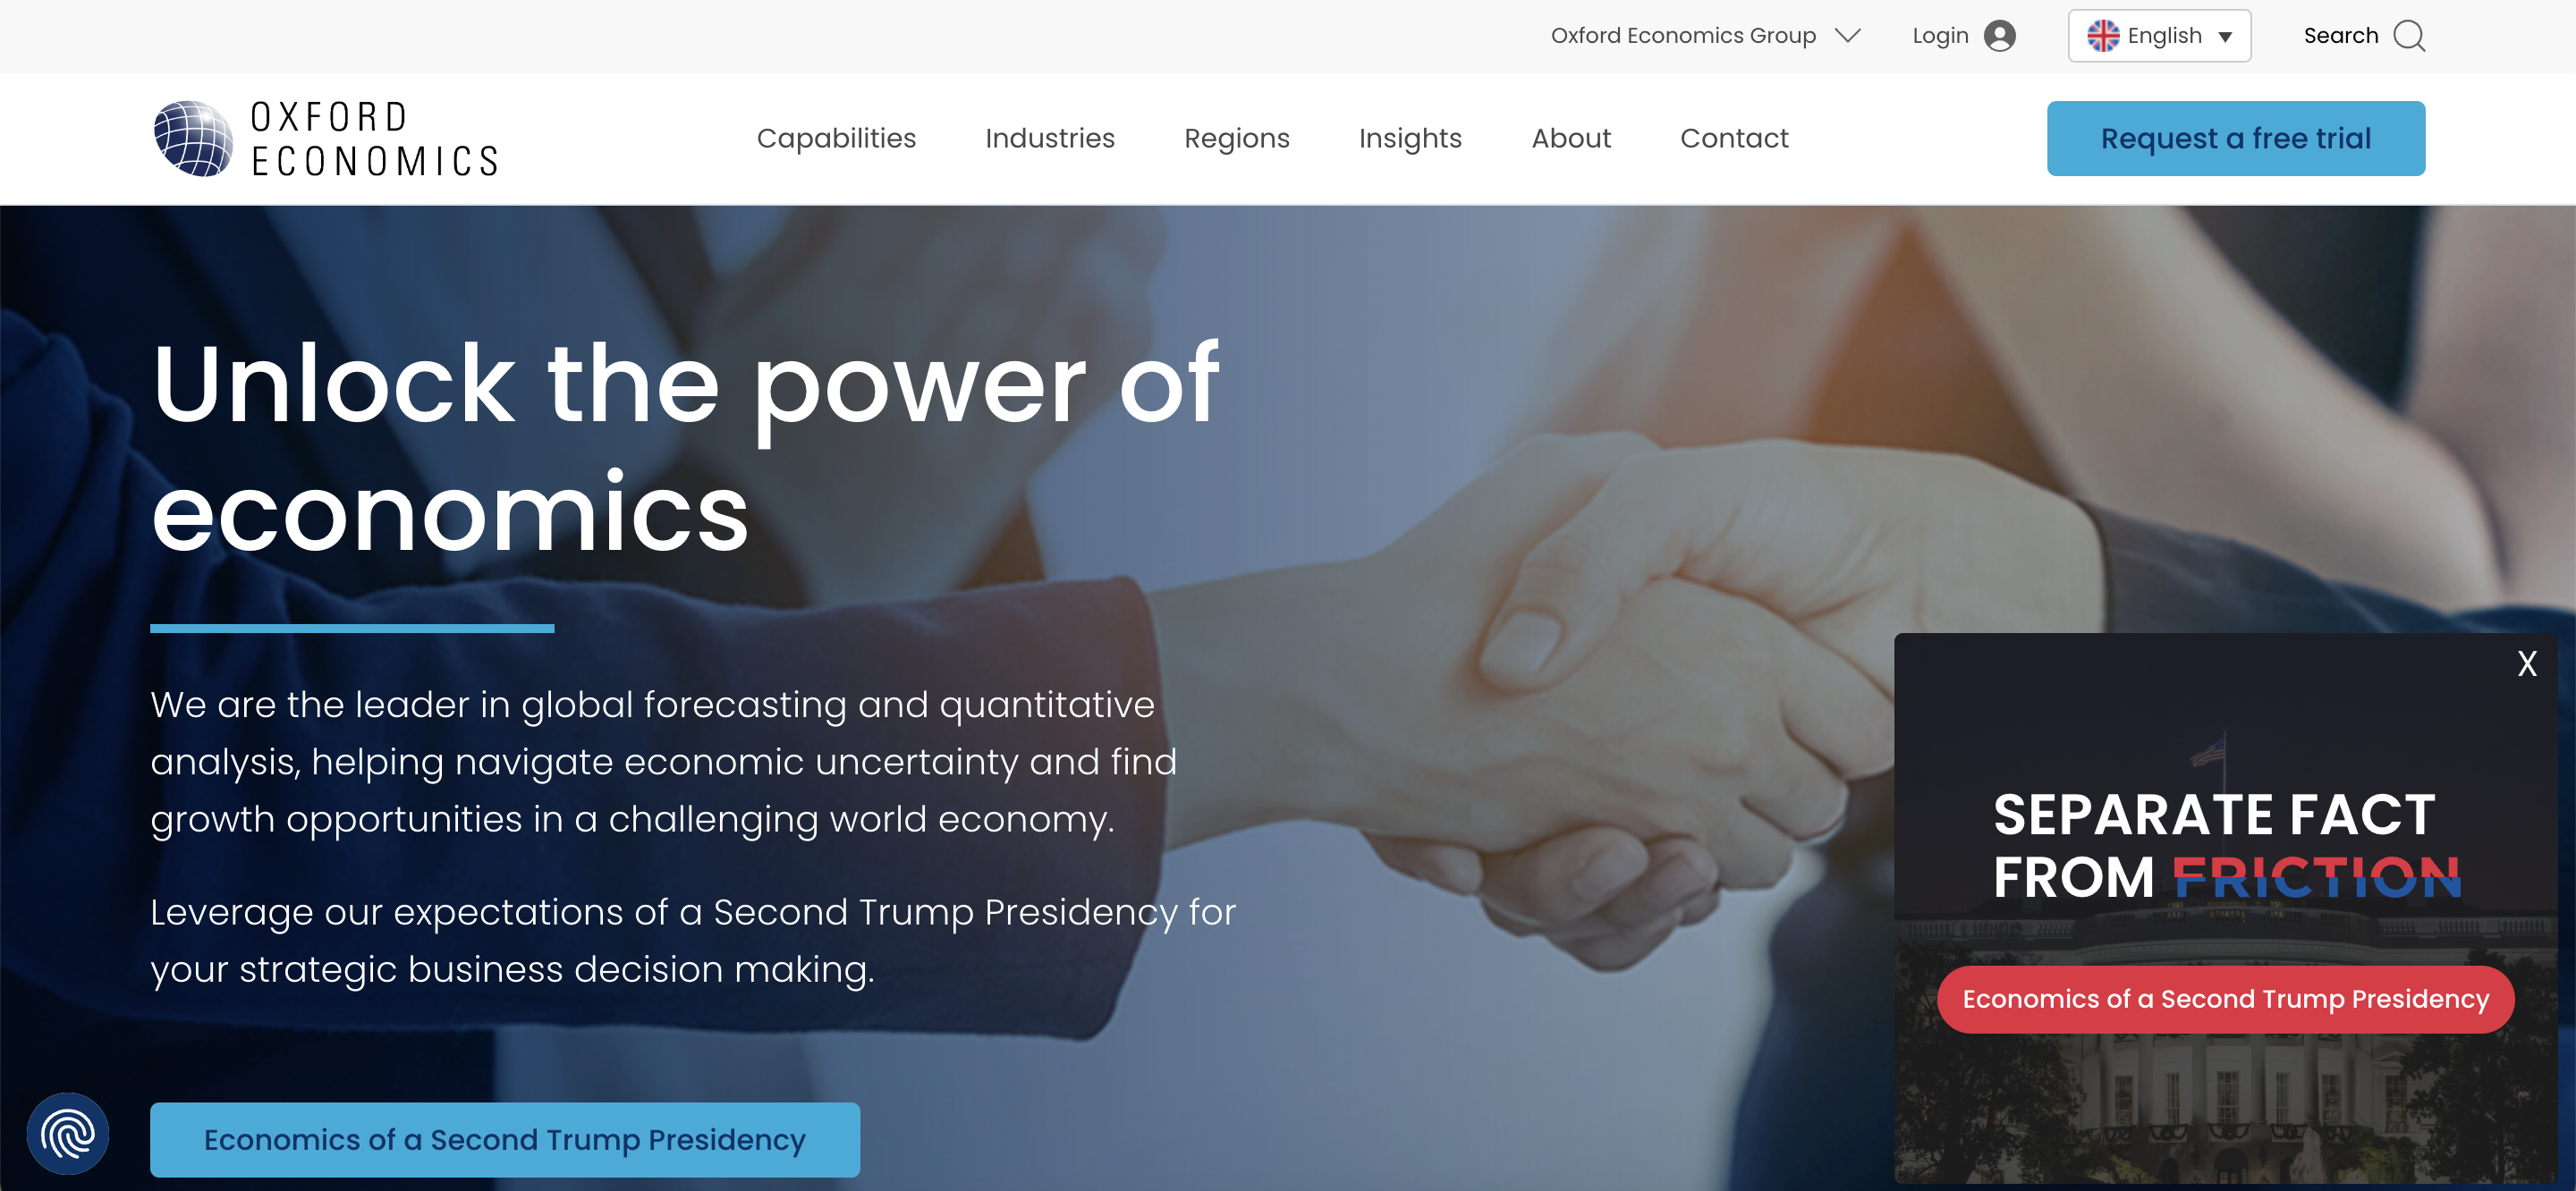 Oxford Economics Group
Login
English
Search
OXFORD
ECONOMICS
Capabilities
Industries
Regions
Insights
About
Contact
Request a free trial
Unlock the power of
economics
We are the leader in global forecasting and quantitative
analysis, helping navigate economic uncertainty and find
growth opportunities in a challenging world economy.
Leverage our expectations of a Second Trump Presidency for
your strategic business decision making.
Economics of a Second Trump Presidency
X
SEPARATE FACT
FROM FRICTION
Economics of a Second Trump Presidency